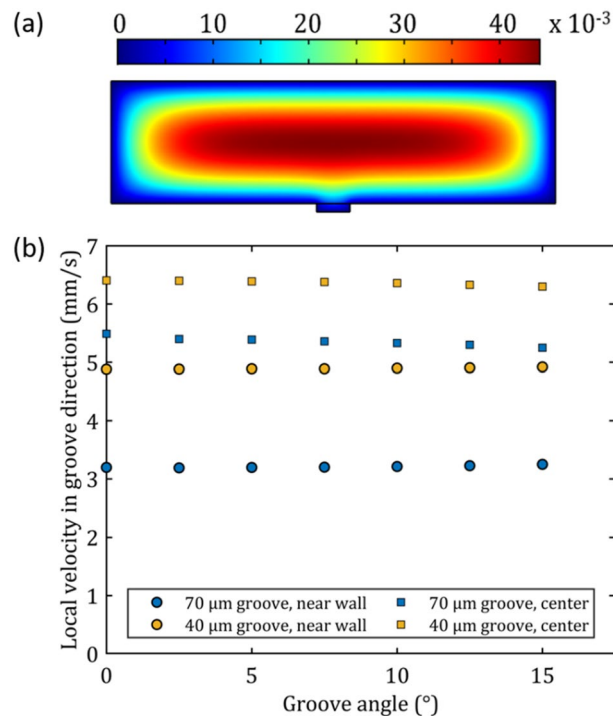 (a)
0 10 20 30 40 x 10⁻³
(b)
Local velocity in groove direction (mm/s)
7
6
5
4
3
2
1
0
70 μm groove, near wall 70 μm groove, center
40 μm groove, near wall 40 μm groove, center
0 5 10 15
Groove angle (°)